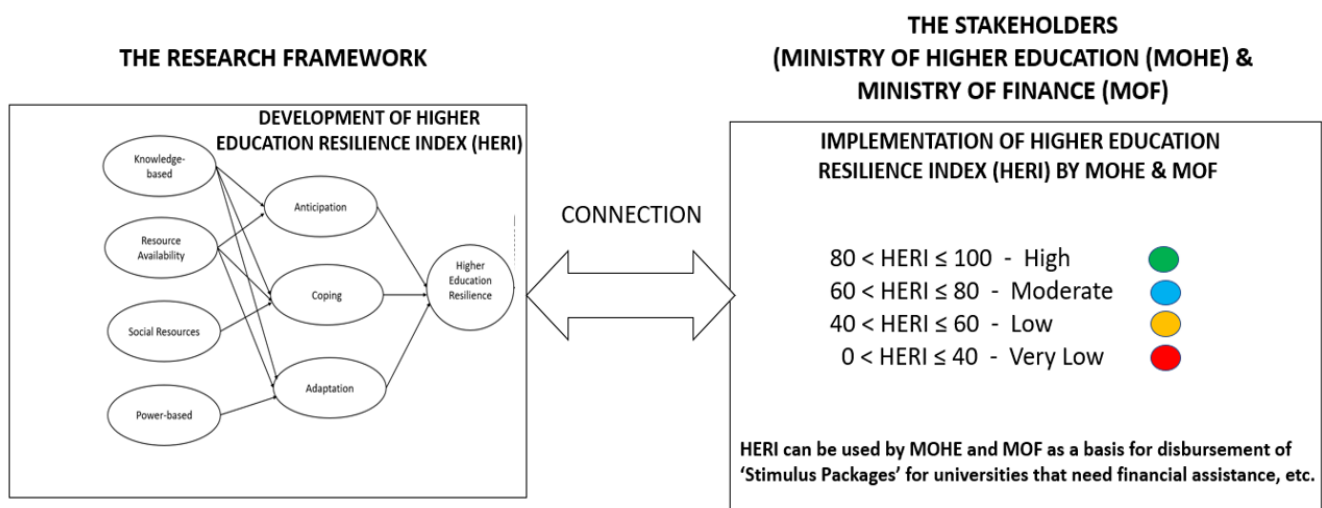 THE RESEARCH FRAMEWORK
DEVELOPMENT OF HIGHER
EDUCATION RESILIENCE INDEX (HERI)
Knowledge-
based
Resource
Availability
Social Resources
Power-based
Anticipation
Coping
Adaptation
Higher
Education
Resilience
CONNECTION
THE STAKEHOLDERS
(MINISTRY OF HIGHER EDUCATION (MOHE) &
MINISTRY OF FINANCE (MOF)
IMPLEMENTATION OF HIGHER EDUCATION
RESILIENCE INDEX (HERI) BY MOHE & MOF
80 < HERI ≤ 100 - High
60 < HERI ≤ 80 - Moderate
40 < HERI ≤ 60 - Low
0 < HERI ≤ 40 - Very Low
HERI can be used by MOHE and MOF as a basis for disbursement of
‘Stimulus Packages’ for universities that need financial assistance, etc.